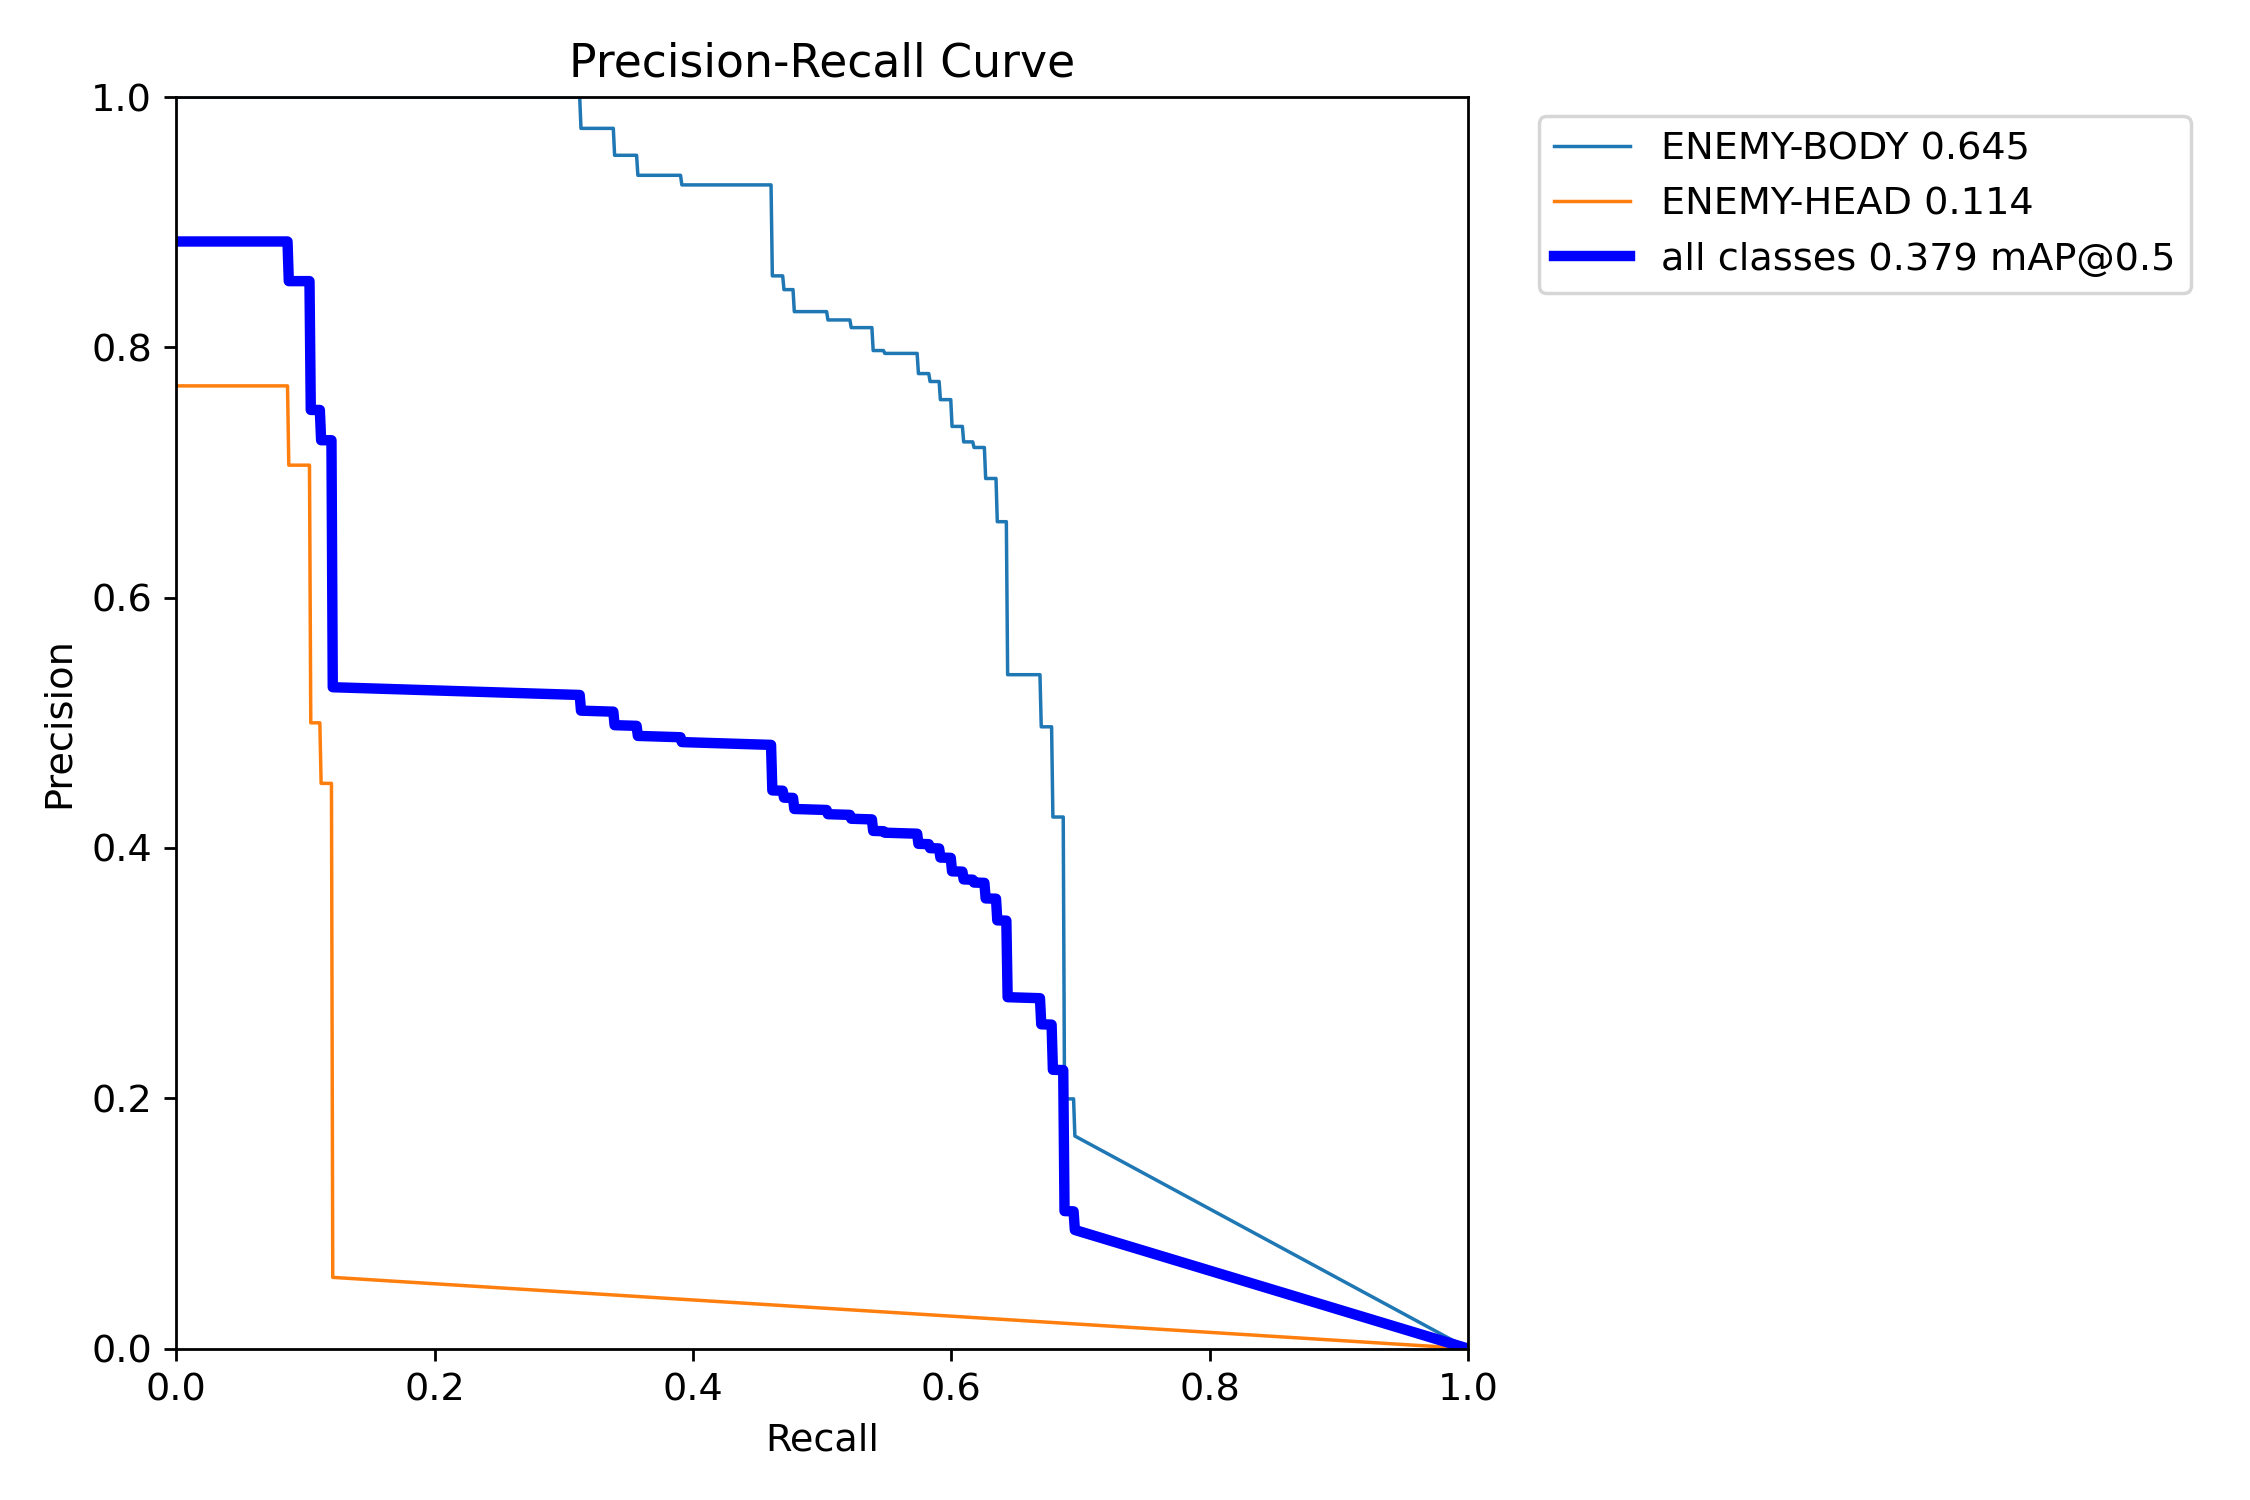 Precision-Recall Curve
1.0
0.8
0.6
0.4
0.2
0.0
Precision
0.0 0.2 0.4 0.6 0.8 1.0
Recall
ENEMY-BODY 0.645
ENEMY-HEAD 0.114
all classes 0.379 mAP@0.5